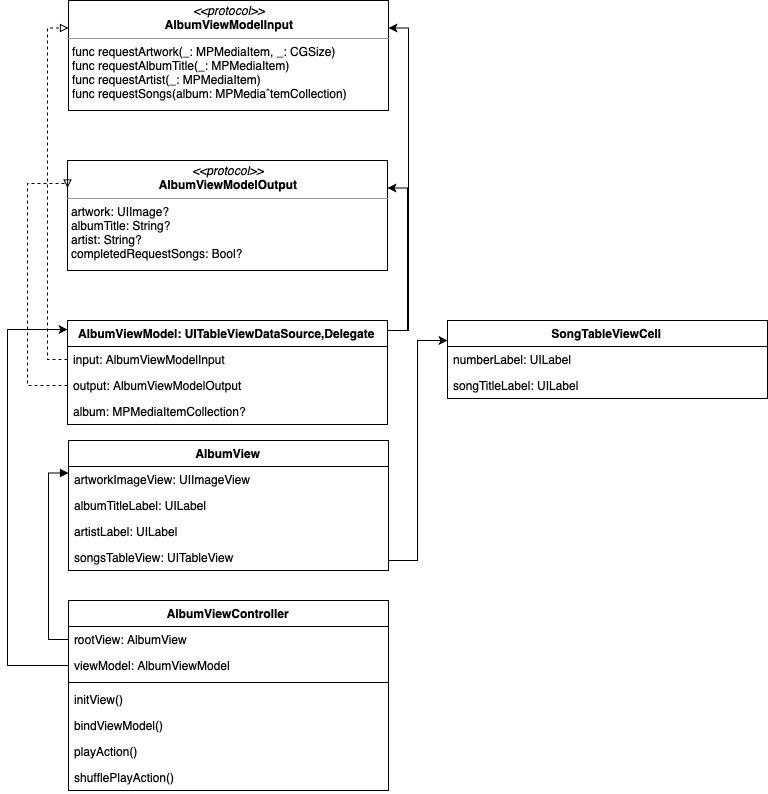 <<protocol>>
AlbumViewModelInput
func requestArtwork(_: MPMediaItem, _: CGSize)
func requestAlbumTitle(_: MPMediaItem)
func requestArtist(_: MPMediaItem)
func requestSongs(album: MPMediaˆtemCollection)
<<protocol>>
AlbumViewModelOutput
artwork: UIImage?
albumTitle: String?
artist: String?
completedRequestSongs: Bool?
AlbumViewModel: UITableViewDataSource,Delegate
input: AlbumViewModelInput
output: AlbumViewModelOutput
album: MPMediaItemCollection?
SongTableViewCell
numberLabel: UILabel
songTitleLabel: UILabel
AlbumView
artworkImageView: UIImageView
albumTitleLabel: UILabel
artistLabel: UILabel
songsTableView: UITableView
AlbumViewController
rootView: AlbumView
viewModel: AlbumViewModel
initView()
bindViewModel()
playAction()
shufflePlayAction()